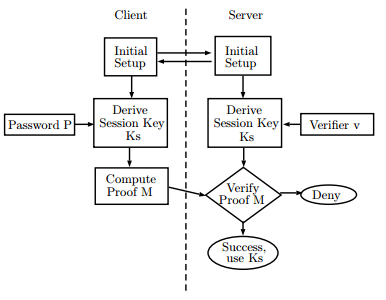 Client
Server
Initial
Setup
Initial
Setup
Password P
Derive
Session Key
Ks
Derive
Session Key
Ks
Verifier v
Compute
Proof M
Verify
Proof M
Deny
Success,
use Ks